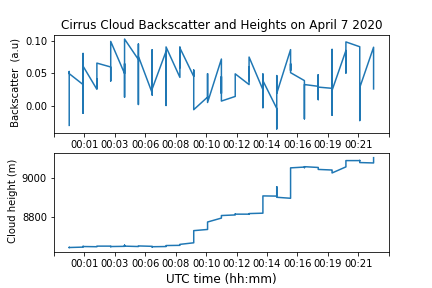 Cirrus Cloud Backscatter and Heights on April 7 2020
Backscatter (a.u)
0.10
0.05
0.00
00:01 00:03 00:06 00:08 00:10 00:12 00:14 00:16 00:19 00:21
Cloud height (m)
9000
8800
00:01 00:03 00:06 00:08 00:10 00:12 00:14 00:16 00:19 00:21
UTC time (hh:mm)